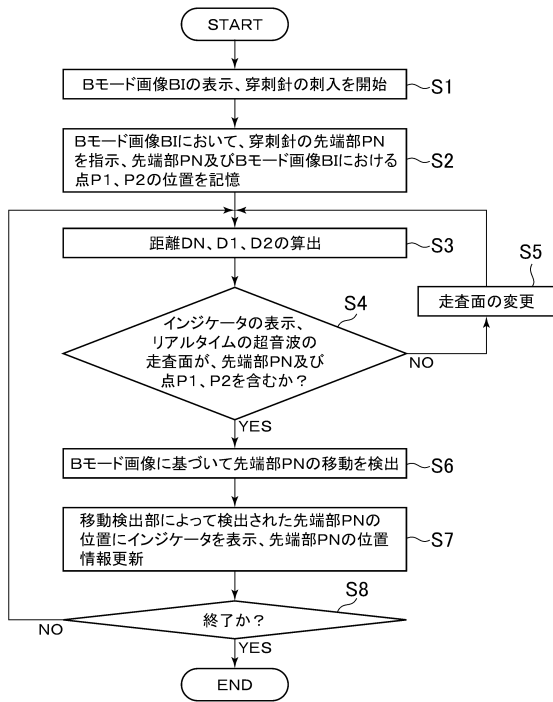 START
Bモード画像BIの表示、穿刺針の刺入を開始
S1
Bモード画像BIにおいて、穿刺針の先端部PN
を指示、先端部PN及びBモード画像BIにおける
点P1、P2の位置を記憶
S2
距離DN、D1、D2の算出
S3
インジケータの表示、
リアルタイムの超音波の
走査面が、先端部PN及び
点P1、P2を含むか？
S4
NO
走査面の変更
S5
YES
Bモード画像に基づいて先端部PNの移動を検出
S6
移動検出部によって検出された先端部PNの
位置にインジケータを表示、先端部PNの位置
情報更新
S7
終了か？
S8
NO
YES
END